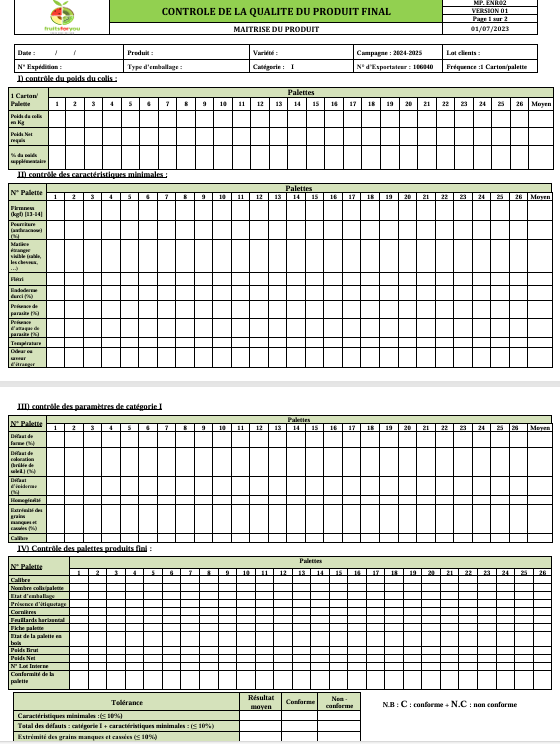 fruitsforyou
CONTROLE DE LA QUALITE DU PRODUIT FINAL
MAITRISE DU PRODUIT
MP. ENR02
VERSION 01
Page 1 sur 2
01/07/2023
Date : / / Produit : Variété : Campagne : 2024-2025 Lot clients :
N° Expédition : Type d'emballage : Catégorie : I N° d'Exportateur : 106040 Fréquence :1 Carton/palette
I) contrôle du poids du colis :
1 Carton/ Palette
Palettes
1 2 3 4 5 6 7 8 9 10 11 12 13 14 15 16 17 18 19 20 21 22 23 24 25 26 Moyen
Poids du colis
en Kg
Poids Net
requis
% du poids
supplémentaire
II) contrôle des caractéristiques minimales :
N° Palette
Palettes
1 2 3 4 5 6 7 8 9 10 11 12 13 14 15 16 17 18 19 20 21 22 23 24 25 26 Moyen
Firmness
(kgf) [13-14]
Pourriture
(anthracnose)
(%)
Matière
étranger
visible (sable,
les cheveux,
…)
Flétri
Endoderme
durci (%)
Présence de
parasite (%)
Présence
d'attaque de
parasite (%)
Température
Odeur ou
saveur
d'étranger
III) contrôle des paramètres de catégorie I
N° Palette
Palettes
1 2 3 4 5 6 7 8 9 10 11 12 13 14 15 16 17 18 19 20 21 22 23 24 25 26 Moyen
Défaut de
forme (%)
Défaut de
coloration
(brûlée de
soleil) (%)
Défaut
d'épiderme
(%)
Homogénéité
Extrémité des
grains
manques et
cassées (%)
Calibre
IV) Contrôle des palettes produits fini :
N° Palette
Palettes
1 2 3 4 5 6 7 8 9 10 11 12 13 14 15 16 17 18 19 20 21 22 23 24 25 26
Calibre
Nombre colis/palette
Etat d'emballage
Présence d'étiquetage
Cornières
Feuillards horizontal
Fiche palette
Etat de la palette en
bois
Poids Brut
Poids Net
N° Lot Interne
Conformité de la
palette
Tolérance Résultat moyen Conforme Non - conforme
Caractéristiques minimales :(≤ 10%)
Total des défauts : catégorie I + caractéristiques minimales : (≤ 10%)
Extrémité des grains manques et cassées (≤ 10%)
N.B : C : conforme + N.C : non conforme